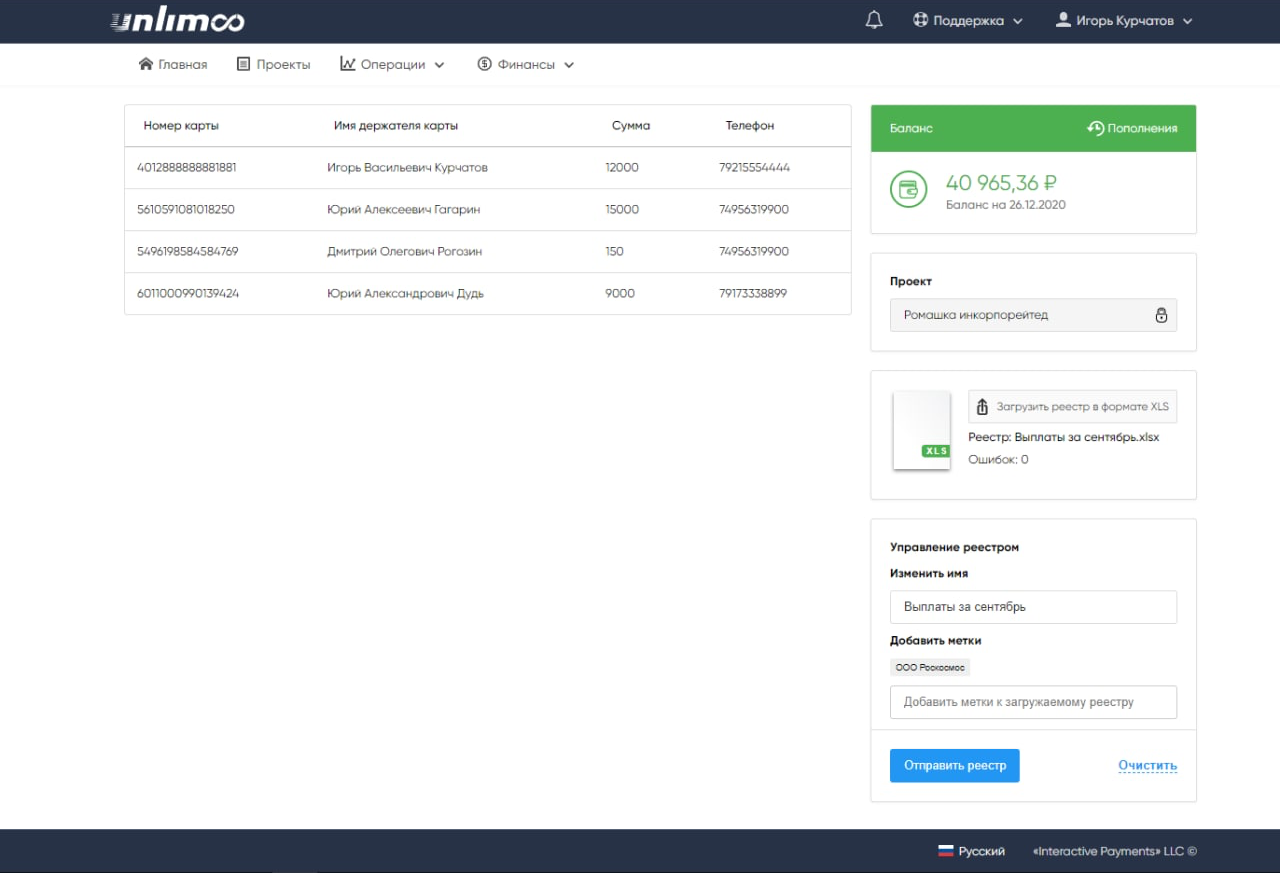 unlimoo
Поддержка
Игорь Курчатов
Главная Проекты Операции Финансы
Номер карты Имя держателя карты Сумма Телефон
4012888888881881 Игорь Васильевич Курчатов 12000 79215554444
5610591081018250 Юрий Алексеевич Гагарин 15000 74956319900
5496198584584769 Дмитрий Олегович Рогозин 150 74956319900
6011000990139424 Юрий Александрович Дудь 9000 79173338899
Баланс Пополнения
40 965,36 ₽
Баланс на 26.12.2020
Проект
Ромашка инкорпорейтед
Загрузить реестр в формате XLS
XLS
Реестр: Выплаты за сентябрь.xlsx
Ошибок: 0
Управление реестром
Изменить имя
Выплаты за сентябрь
Добавить метки
ООО Роскосмос
Добавить метки к загружаемому реестру
Отправить реестр Очистить
Русский «Interactive Payments» LLC ©